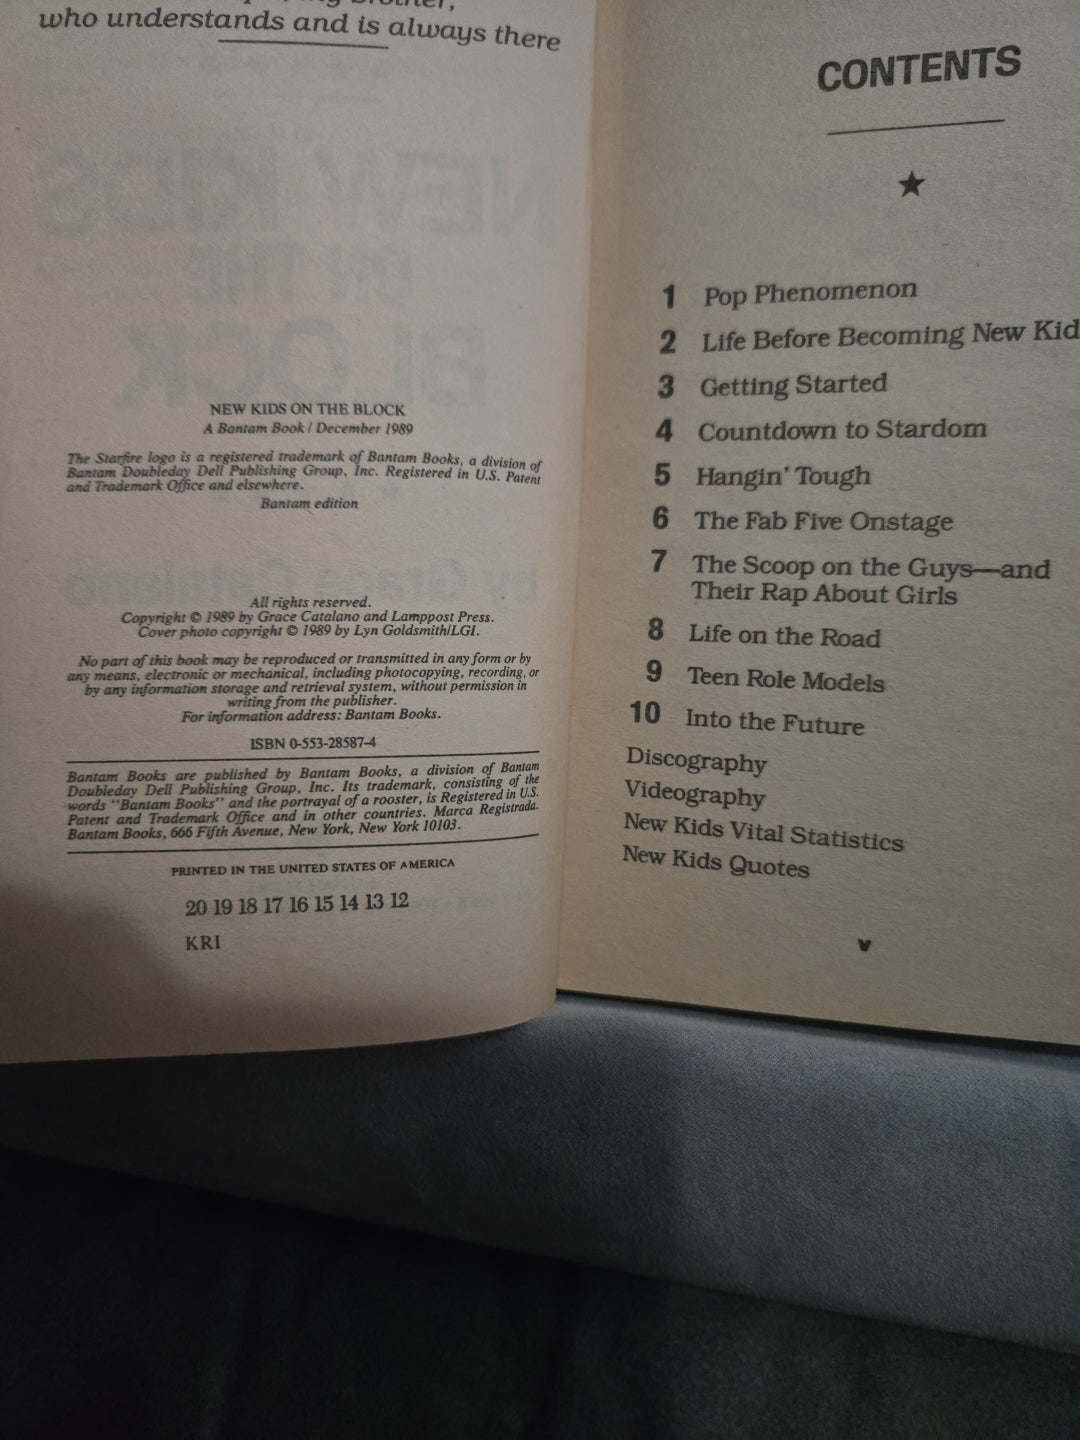 brother,
who understands and is always there
NEW KIDS
ON THE
BLOCK
NEW KIDS ON THE BLOCK
A Bantam Book / December 1989
The Starfire logo is a registered trademark of Bantam Books, a division of
Bantam Doubleday Dell Publishing Group, Inc. Registered in U.S. Patent
and Trademark Office and elsewhere.
Bantam edition
All rights reserved.
Copyright © 1989 by Grace Catalano and Lamppost Press.
Cover photo copyright © 1989 by Lyn Goldsmith/LGI.
No part of this book may be reproduced or transmitted in any form or by
any means, electronic or mechanical, including photocopying, recording, or
by any information storage and retrieval system, without permission in
writing from the publisher.
For information address: Bantam Books.
ISBN 0-553-28587-4
Bantam Books are published by Bantam Books, a division of Bantam
Doubleday Dell Publishing Group, Inc. Its trademark, consisting of the
words "Bantam Books" and the portrayal of a rooster, is Registered in U.S.
Patent and Trademark Office and in other countries. Marca Registrada.
Bantam Books, 666 Fifth Avenue, New York, New York 10103.
PRINTED IN THE UNITED STATES OF AMERICA
20 19 18 17 16 15 14 13 12
KRI
CONTENTS
1 Pop Phenomenon
2 Life Before Becoming New Kid
3 Getting Started
4 Countdown to Stardom
5 Hangin' Tough
6 The Fab Five Onstage
7 The Scoop on the Guys—and
Their Rap About Girls
8 Life on the Road
9 Teen Role Models
10 Into the Future
Discography
Videography
New Kids Vital Statistics
New Kids Quotes
v